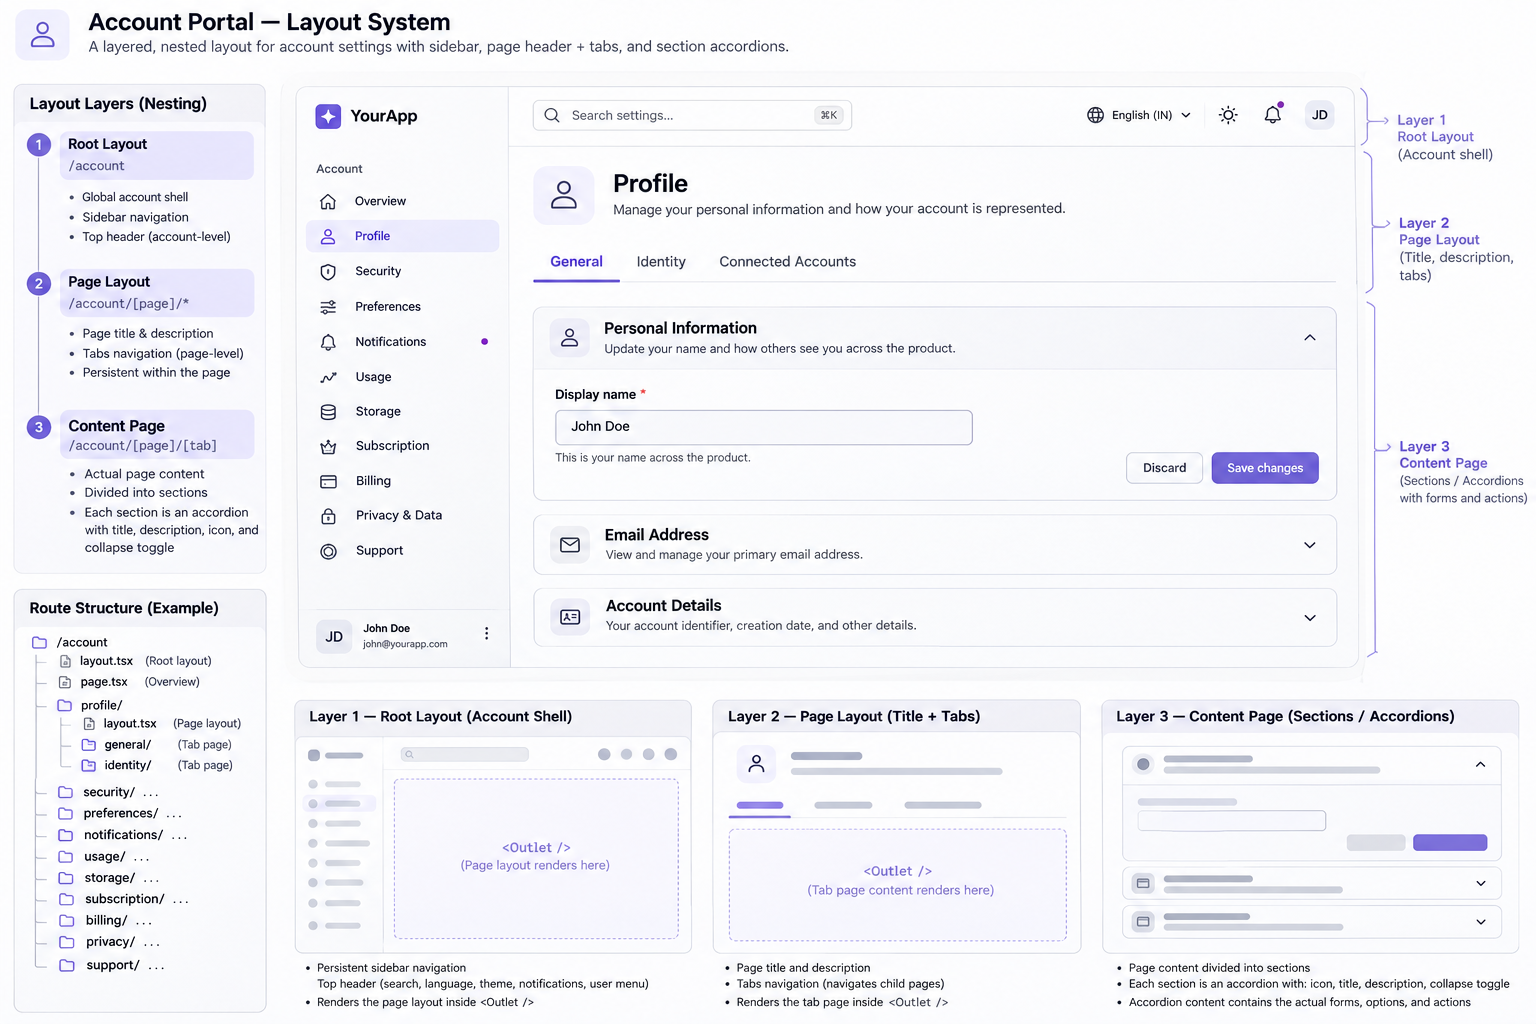 Account Portal — Layout System
A layered, nested layout for account settings with sidebar, page header + tabs, and section accordions.
Layout Layers (Nesting)
1
Root Layout
/account
• Global account shell
• Sidebar navigation
• Top header (account-level)
2
Page Layout
/account/[page]/*
• Page title & description
• Tabs navigation (page-level)
• Persistent within the page
3
Content Page
/account/[page]/[tab]
• Actual page content
• Divided into sections
• Each section is an accordion
with title, description, icon, and
collapse toggle
Route Structure (Example)
/account
layout.tsx (Root layout)
page.tsx (Overview)
profile/
layout.tsx (Page layout)
general/ (Tab page)
identity/ (Tab page)
security/ ...
preferences/ ...
notifications/ ...
usage/ ...
storage/ ...
subscription/ ...
billing/ ...
privacy/ ...
support/ ...
YourApp
Account
Overview
Profile
Security
Preferences
Notifications
Usage
Storage
Subscription
Billing
Privacy & Data
Support
JD
John Doe
john@yourapp.com
Search settings...
⌘K
English (IN)
JD
Profile
Manage your personal information and how your account is represented.
General
Identity
Connected Accounts
Personal Information
Update your name and how others see you across the product.
Display name *
John Doe
This is your name across the product.
Discard
Save changes
Email Address
View and manage your primary email address.
Account Details
Your account identifier, creation date, and other details.
Layer 1
Root Layout
(Account shell)
Layer 2
Page Layout
(Title, description,
tabs)
Layer 3
Content Page
(Sections / Accordions
with forms and actions)
Layer 1 — Root Layout (Account Shell)
<Outlet />
(Page layout renders here)
• Persistent sidebar navigation
Top header (search, language, theme, notifications, user menu)
• Renders the page layout inside <Outlet />
Layer 2 — Page Layout (Title + Tabs)
<Outlet />
(Tab page content renders here)
• Page title and description
• Tabs navigation (navigates child pages)
• Renders the tab page inside <Outlet />
Layer 3 — Content Page (Sections / Accordions)
• Page content divided into sections
• Each section is an accordion with: icon, title, description, collapse toggle
• Accordion content contains the actual forms, options, and actions